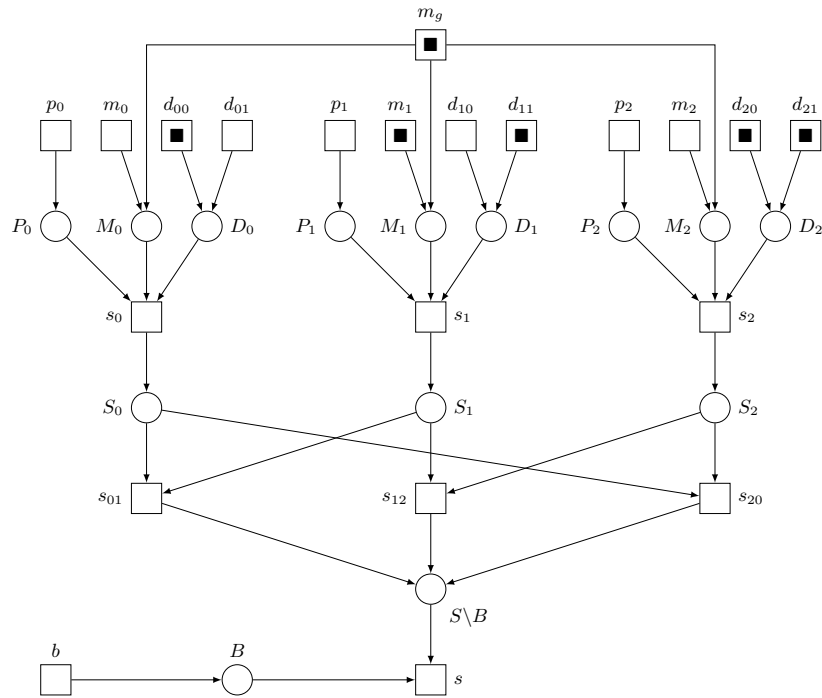 m_g
p_0 m_0 d_00 d_01 p_1 m_1 d_10 d_11 p_2 m_2 d_20 d_21
P_0 M_0 D_0 P_1 M_1 D_1 P_2 M_2 D_2
s_0 s_1 s_2
S_0 S_1 S_2
s_01 s_12 s_20
S\B
b B s